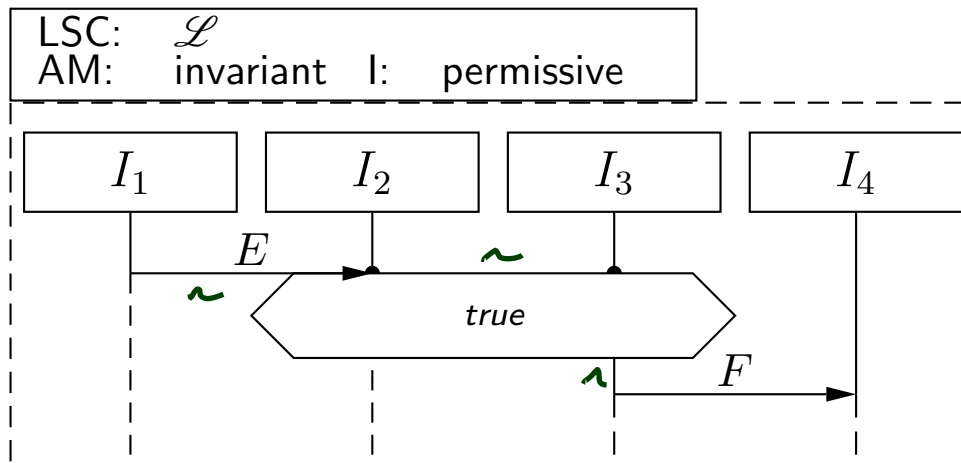 LSC: ℒ
AM: invariant I: permissive
I₁ I₂ I₃ I₄
E
true
F